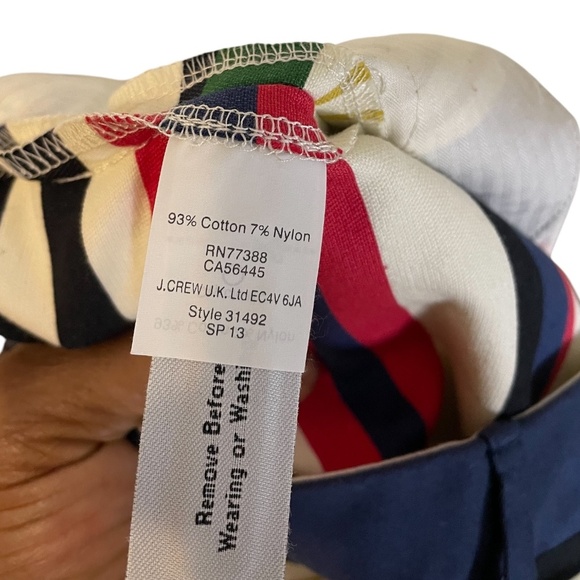 93% Cotton 7% Nylon
RN77388
CA56445
J.CREW U.K. Ltd EC4V 6JA
Style 31492
SP 13
Remove Before
Wearing or Washi